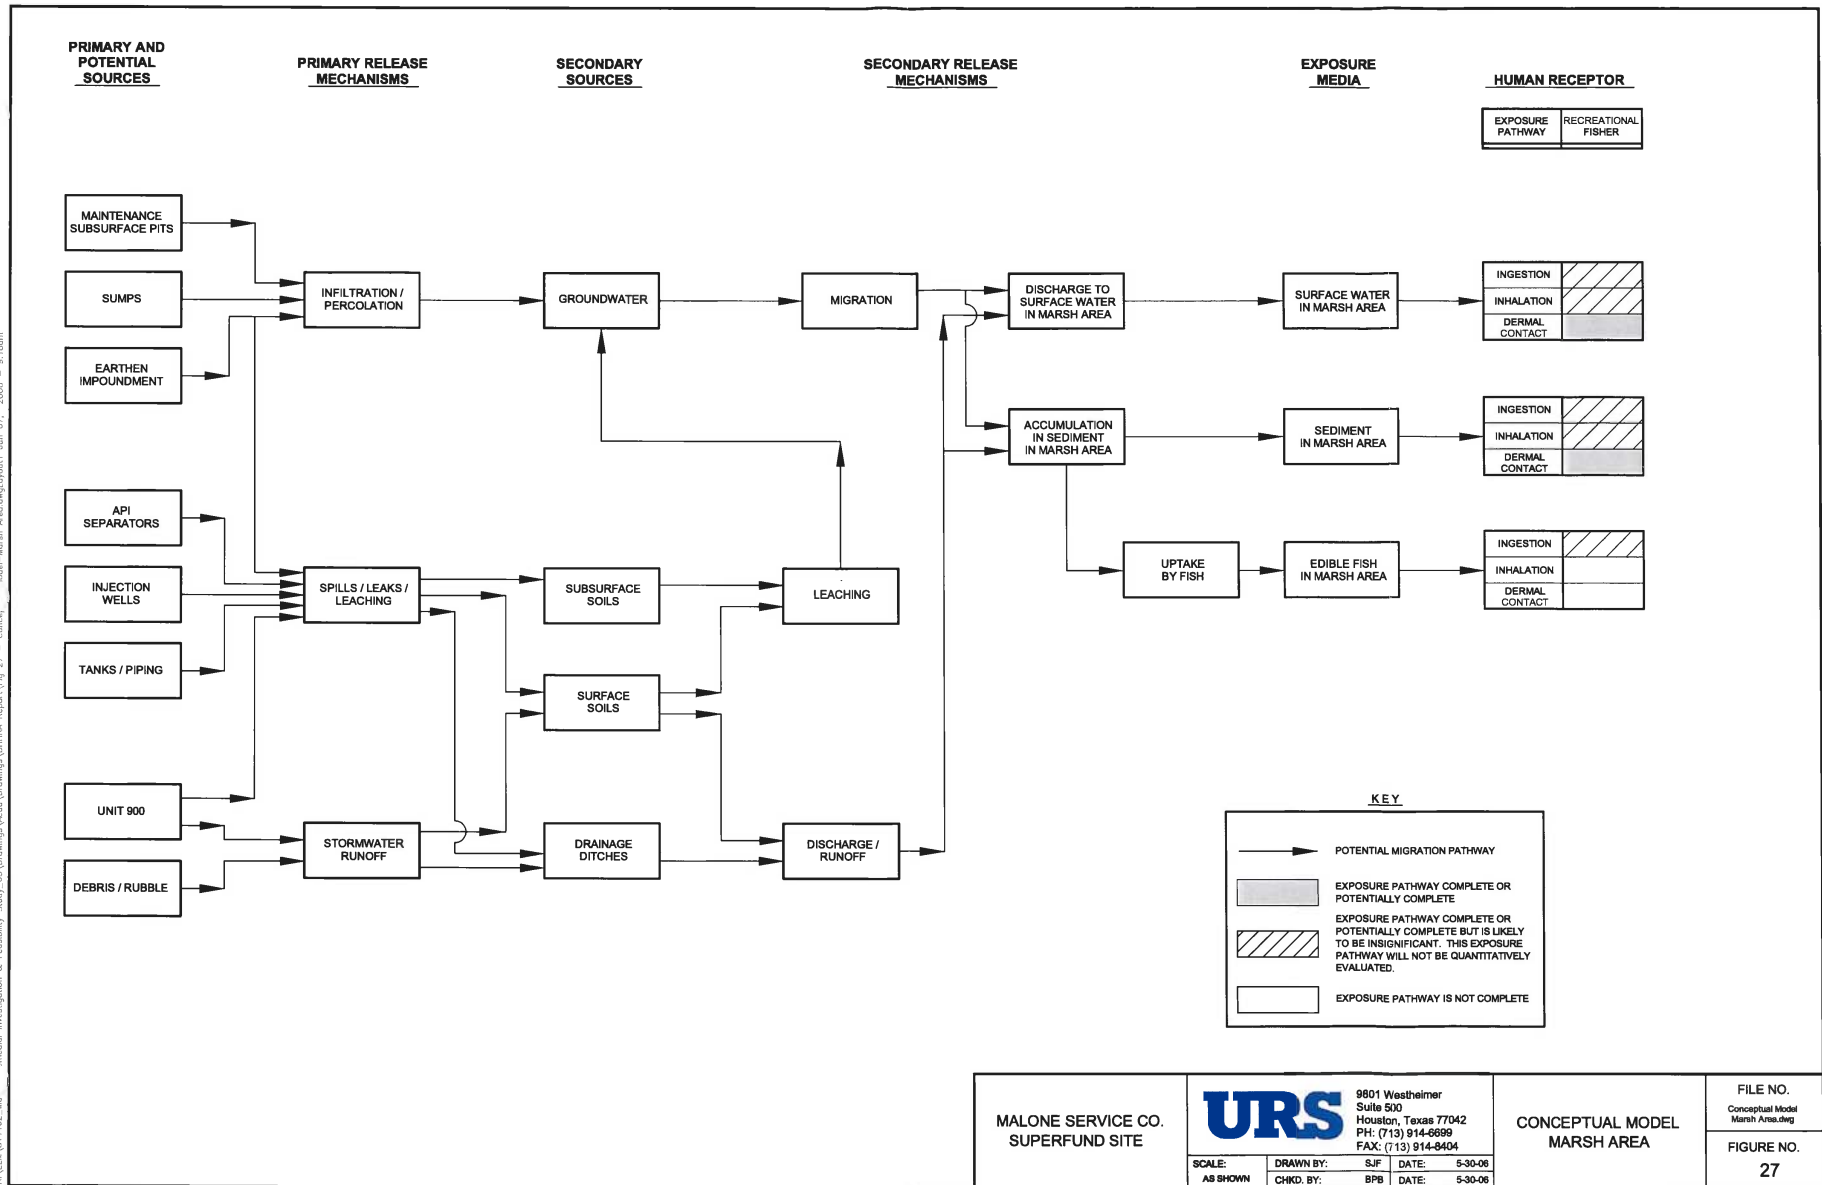 PRIMARY AND
POTENTIAL
SOURCES
PRIMARY RELEASE
MECHANISMS
SECONDARY
SOURCES
SECONDARY RELEASE
MECHANISMS
EXPOSURE
MEDIA
HUMAN RECEPTOR
EXPOSURE
PATHWAY
RECREATIONAL
FISHER
MAINTENANCE
SUBSURFACE PITS
SUMPS
EARTHEN
IMPOUNDMENT
INFILTRATION /
PERCOLATION
GROUNDWATER
MIGRATION
DISCHARGE TO
SURFACE WATER
IN MARSH AREA
SURFACE WATER
IN MARSH AREA
INGESTION
INHALATION
DERMAL
CONTACT
ACCUMULATION
IN SEDIMENT
IN MARSH AREA
SEDIMENT
IN MARSH AREA
INGESTION
INHALATION
DERMAL
CONTACT
API
SEPARATORS
INJECTION
WELLS
TANKS / PIPING
SPILLS / LEAKS /
LEACHING
SUBSURFACE
SOILS
LEACHING
UPTAKE
BY FISH
EDIBLE FISH
IN MARSH AREA
INGESTION
INHALATION
DERMAL
CONTACT
SURFACE
SOILS
UNIT 900
DEBRIS / RUBBLE
STORMWATER
RUNOFF
DRAINAGE
DITCHES
DISCHARGE /
RUNOFF
KEY
POTENTIAL MIGRATION PATHWAY
EXPOSURE PATHWAY COMPLETE OR
POTENTIALLY COMPLETE
EXPOSURE PATHWAY COMPLETE OR
POTENTIALLY COMPLETE BUT IS LIKELY
TO BE INSIGNIFICANT. THIS EXPOSURE
PATHWAY WILL NOT BE QUANTITATIVELY
EVALUATED.
EXPOSURE PATHWAY IS NOT COMPLETE
MALONE SERVICE CO.
SUPERFUND SITE
URS
9801 Westheimer
Suite 500
Houston, Texas 77042
PH: (713) 914-6699
FAX: (713) 914-8404
SCALE:
AS SHOWN
DRAWN BY: SJF DATE: 5-30-06
CHKD. BY: BPB DATE: 5-30-06
CONCEPTUAL MODEL
MARSH AREA
FILE NO.
Conceptual Model
Marsh Area.dwg
FIGURE NO.
27